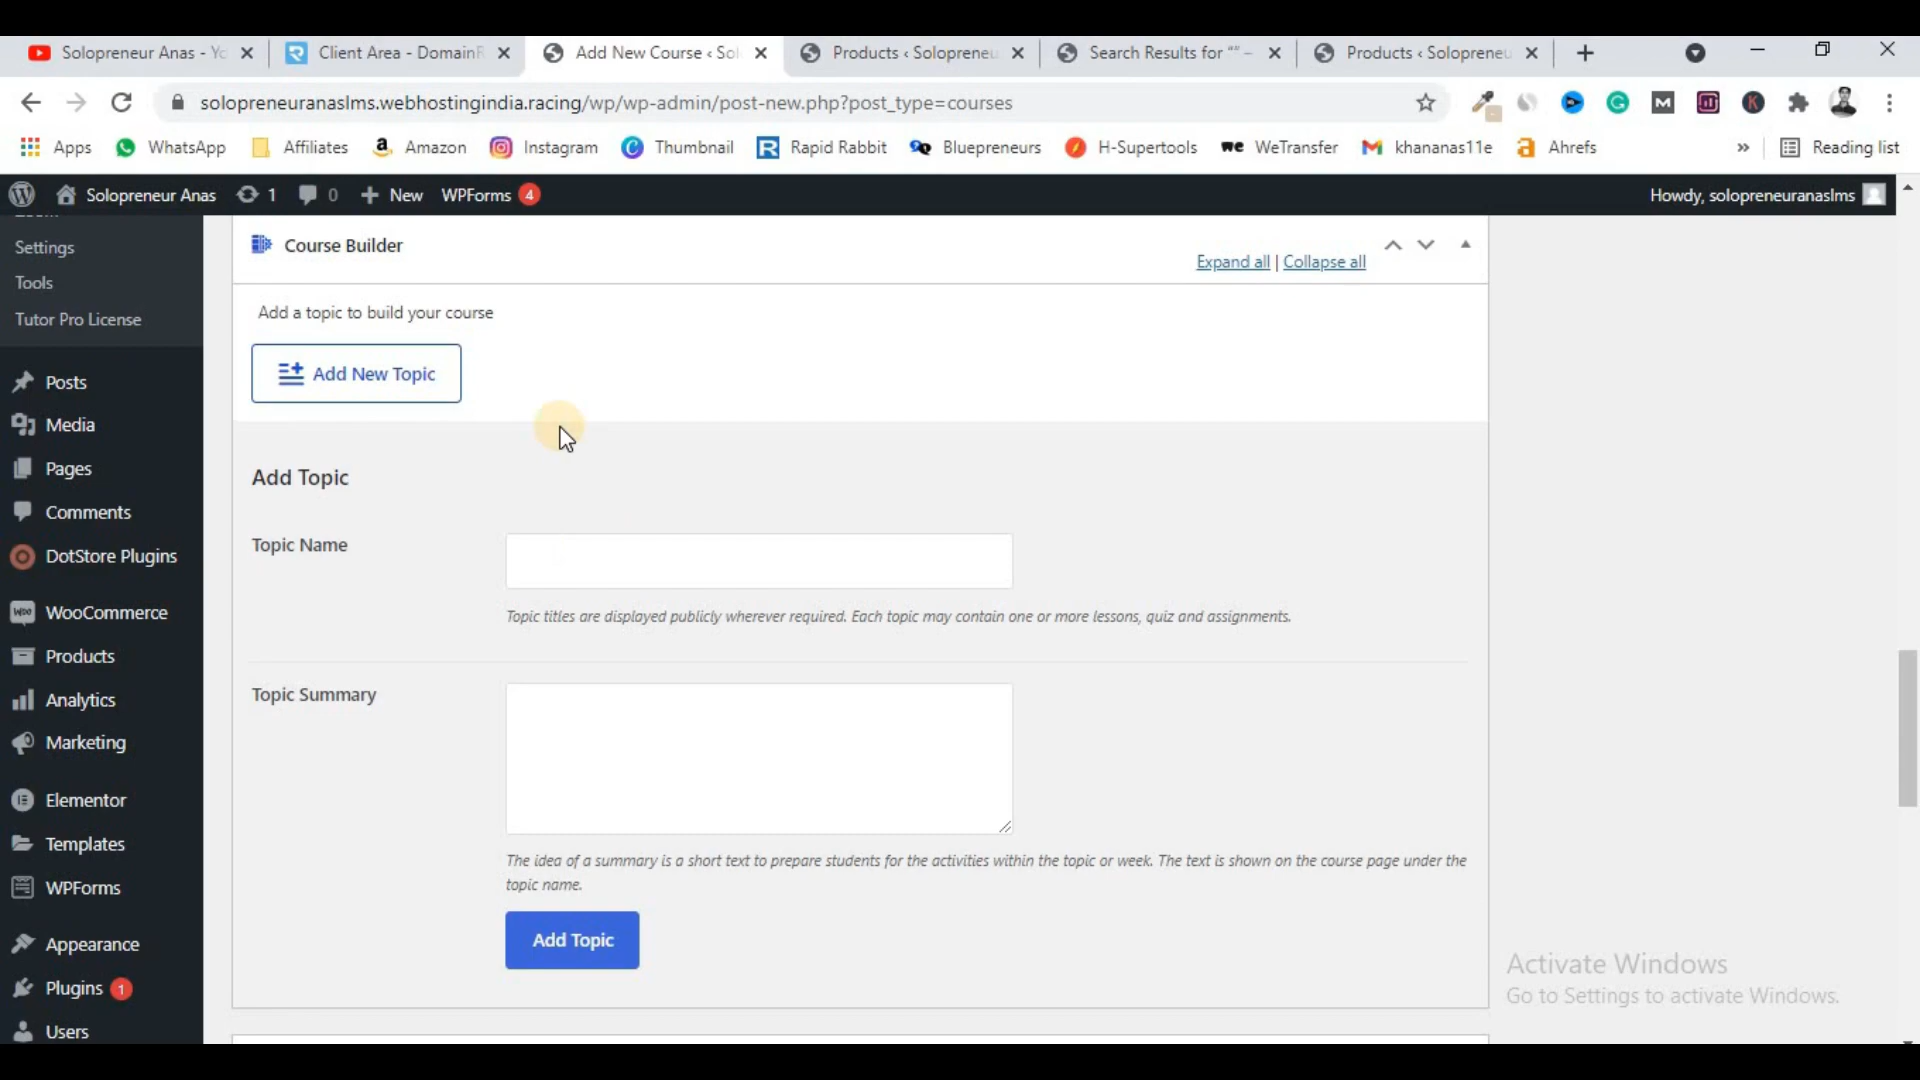 Solopreneur Anas - Yo
Client Area - DomainR
Add New Course ‹ Sol
Products ‹ Solopreneu
Search Results for "" –
Products ‹ Solopreneu
solopreneuranaslms.webhostingindia.racing/wp/wp-admin/post-new.php?post_type=courses
Apps
WhatsApp
Affiliates
Amazon
Instagram
Thumbnail
Rapid Rabbit
Bluepreneurs
H-Supertools
WeTransfer
khananas11e
Ahrefs
»
Reading list
Solopreneur Anas
1
0
New
WPForms 4
Howdy, solopreneuranaslms
Settings
Tools
Tutor Pro License
Posts
Media
Pages
Comments
DotStore Plugins
WooCommerce
Products
Analytics
Marketing
Elementor
Templates
WPForms
Appearance
Plugins 1
Users
Course Builder
Expand all | Collapse all
Add a topic to build your course
Add New Topic
Add Topic
Topic Name
Topic titles are displayed publicly wherever required. Each topic may contain one or more lessons, quiz and assignments.
Topic Summary
The idea of a summary is a short text to prepare students for the activities within the topic or week. The text is shown on the course page under the
topic name.
Add Topic
Activate Windows
Go to Settings to activate Windows.